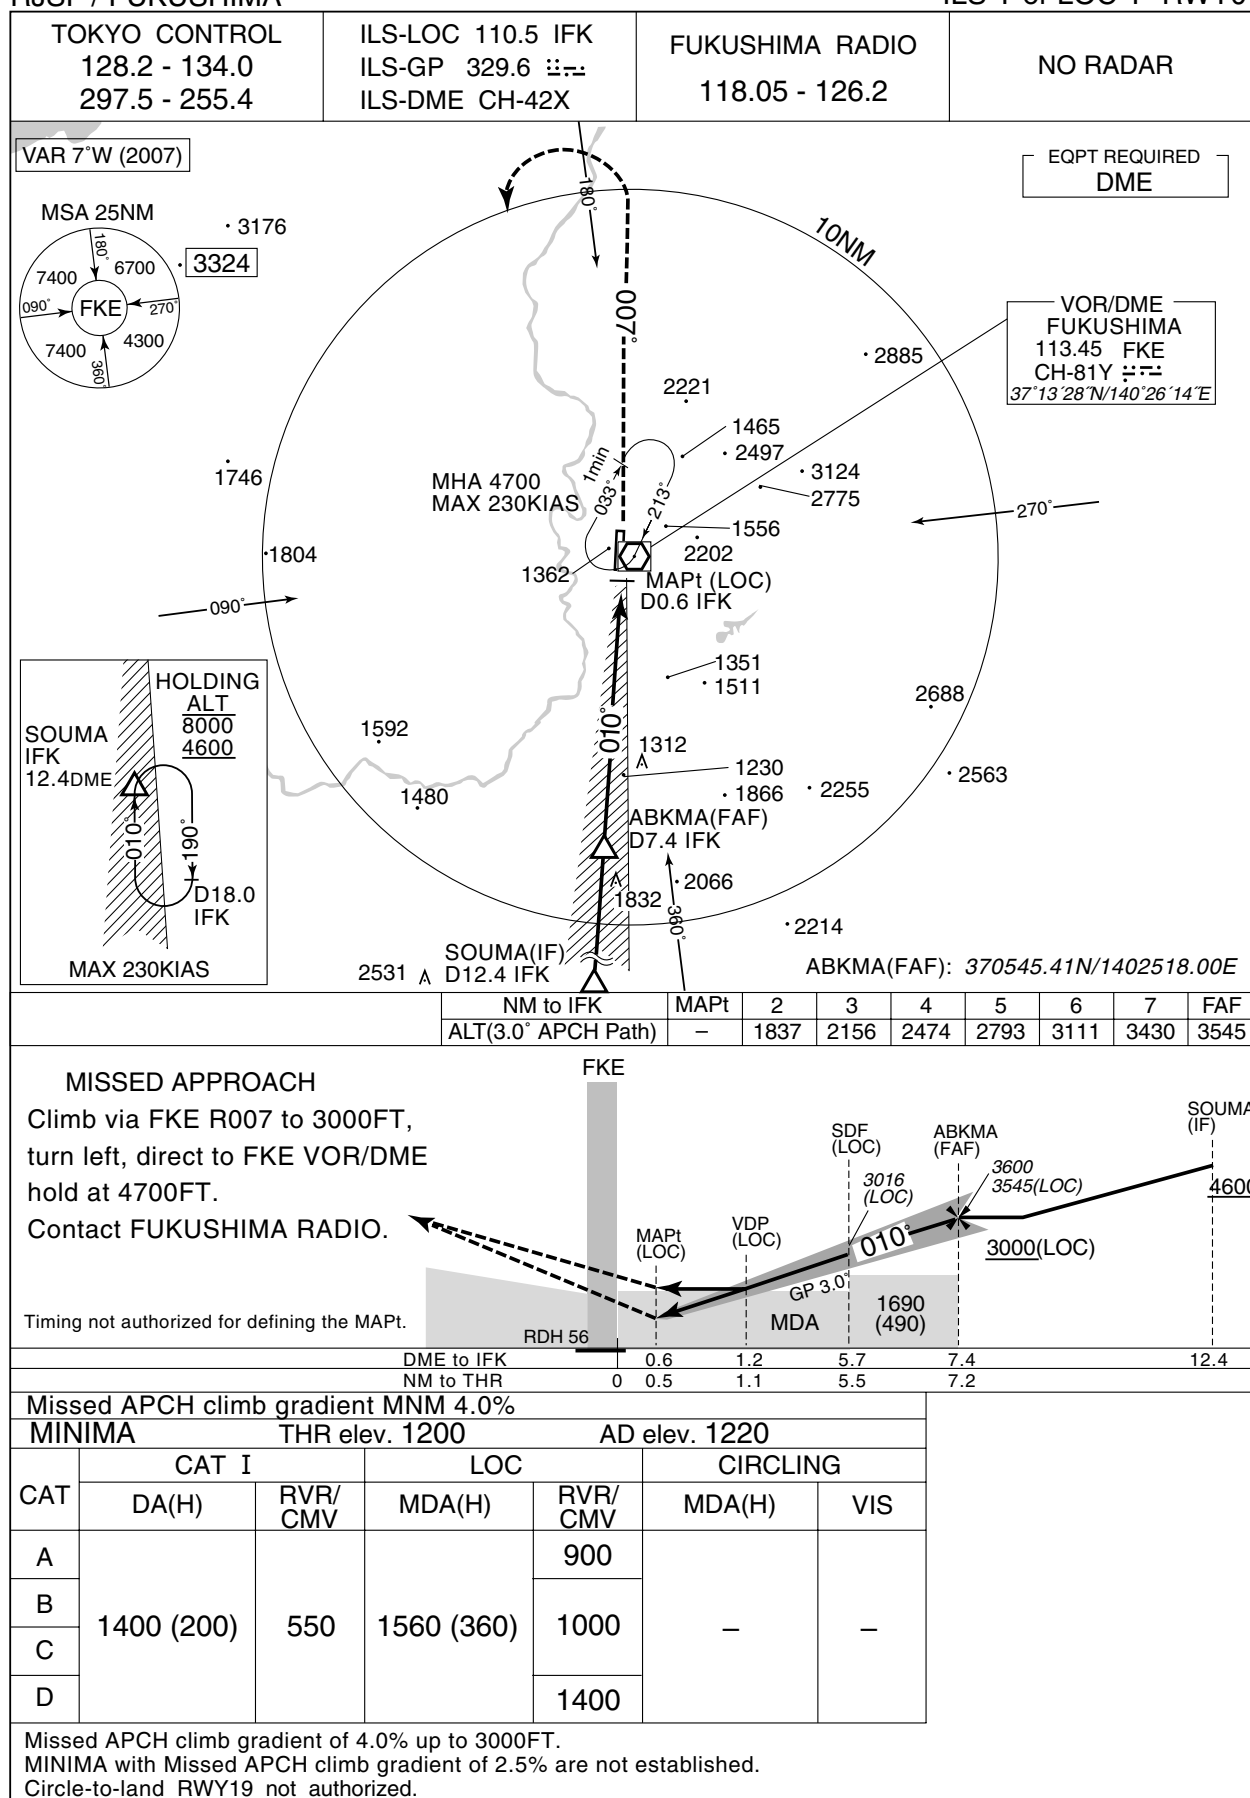 RJSF / FUKUSHIMA
ILS Y or LOC Y RWY01
TOKYO CONTROL
128.2 - 134.0
297.5 - 255.4
ILS-LOC 110.5 IFK
ILS-GP 329.6
ILS-DME CH-42X
FUKUSHIMA RADIO
118.05 - 126.2
NO RADAR
VAR 7°W (2007)
EQPT REQUIRED
DME
MSA 25NM
180°
7400
6700
090°
FKE
270°
7400
4300
360°
3176
3324
180°
10NM
007°
VOR/DME
FUKUSHIMA
113.45 FKE
CH-81Y
37°13´28˝N/140°26´14˝E
2885
2221
1465
2497
3124
2775
1746
MHA 4700
MAX 230KIAS
1min
033°
213°
1556
2202
270°
1804
1362
MAPt (LOC)
D0.6 IFK
090°
1351
1511
HOLDING
ALT
8000
4600
SOUMA
IFK
12.4DME
010°
190°
D18.0
IFK
MAX 230KIAS
1592
010°
1312
2688
1230
2563
1480
1866
2255
ABKMA(FAF)
D7.4 IFK
2066
1832
360°
2214
SOUMA(IF)
D12.4 IFK
2531
ABKMA(FAF): 370545.41N/1402518.00E
NM to IFK MAPt 2 3 4 5 6 7 FAF
ALT(3.0° APCH Path) – 1837 2156 2474 2793 3111 3430 3545
MISSED APPROACH
Climb via FKE R007 to 3000FT,
turn left, direct to FKE VOR/DME
hold at 4700FT.
Contact FUKUSHIMA RADIO.
Timing not authorized for defining the MAPt.
FKE
SOUMA
(IF)
SDF
(LOC)
ABKMA
(FAF)
3016
(LOC)
3600
3545(LOC)
4600
MAPt
(LOC)
VDP
(LOC)
010°
3000(LOC)
GP 3.0°
MDA
1690
(490)
RDH 56
DME to IFK 0.6 1.2 5.7 7.4 12.4
NM to THR 0 0.5 1.1 5.5 7.2
Missed APCH climb gradient MNM 4.0%
MINIMA THR elev. 1200 AD elev. 1220
CAT CAT I LOC CIRCLING
DA(H) RVR/CMV MDA(H) RVR/CMV MDA(H) VIS
A 900
B
1400 (200) 550 1560 (360) 1000 – –
C
D 1400
Missed APCH climb gradient of 4.0% up to 3000FT.
MINIMA with Missed APCH climb gradient of 2.5% are not established.
Circle-to-land RWY19 not authorized.